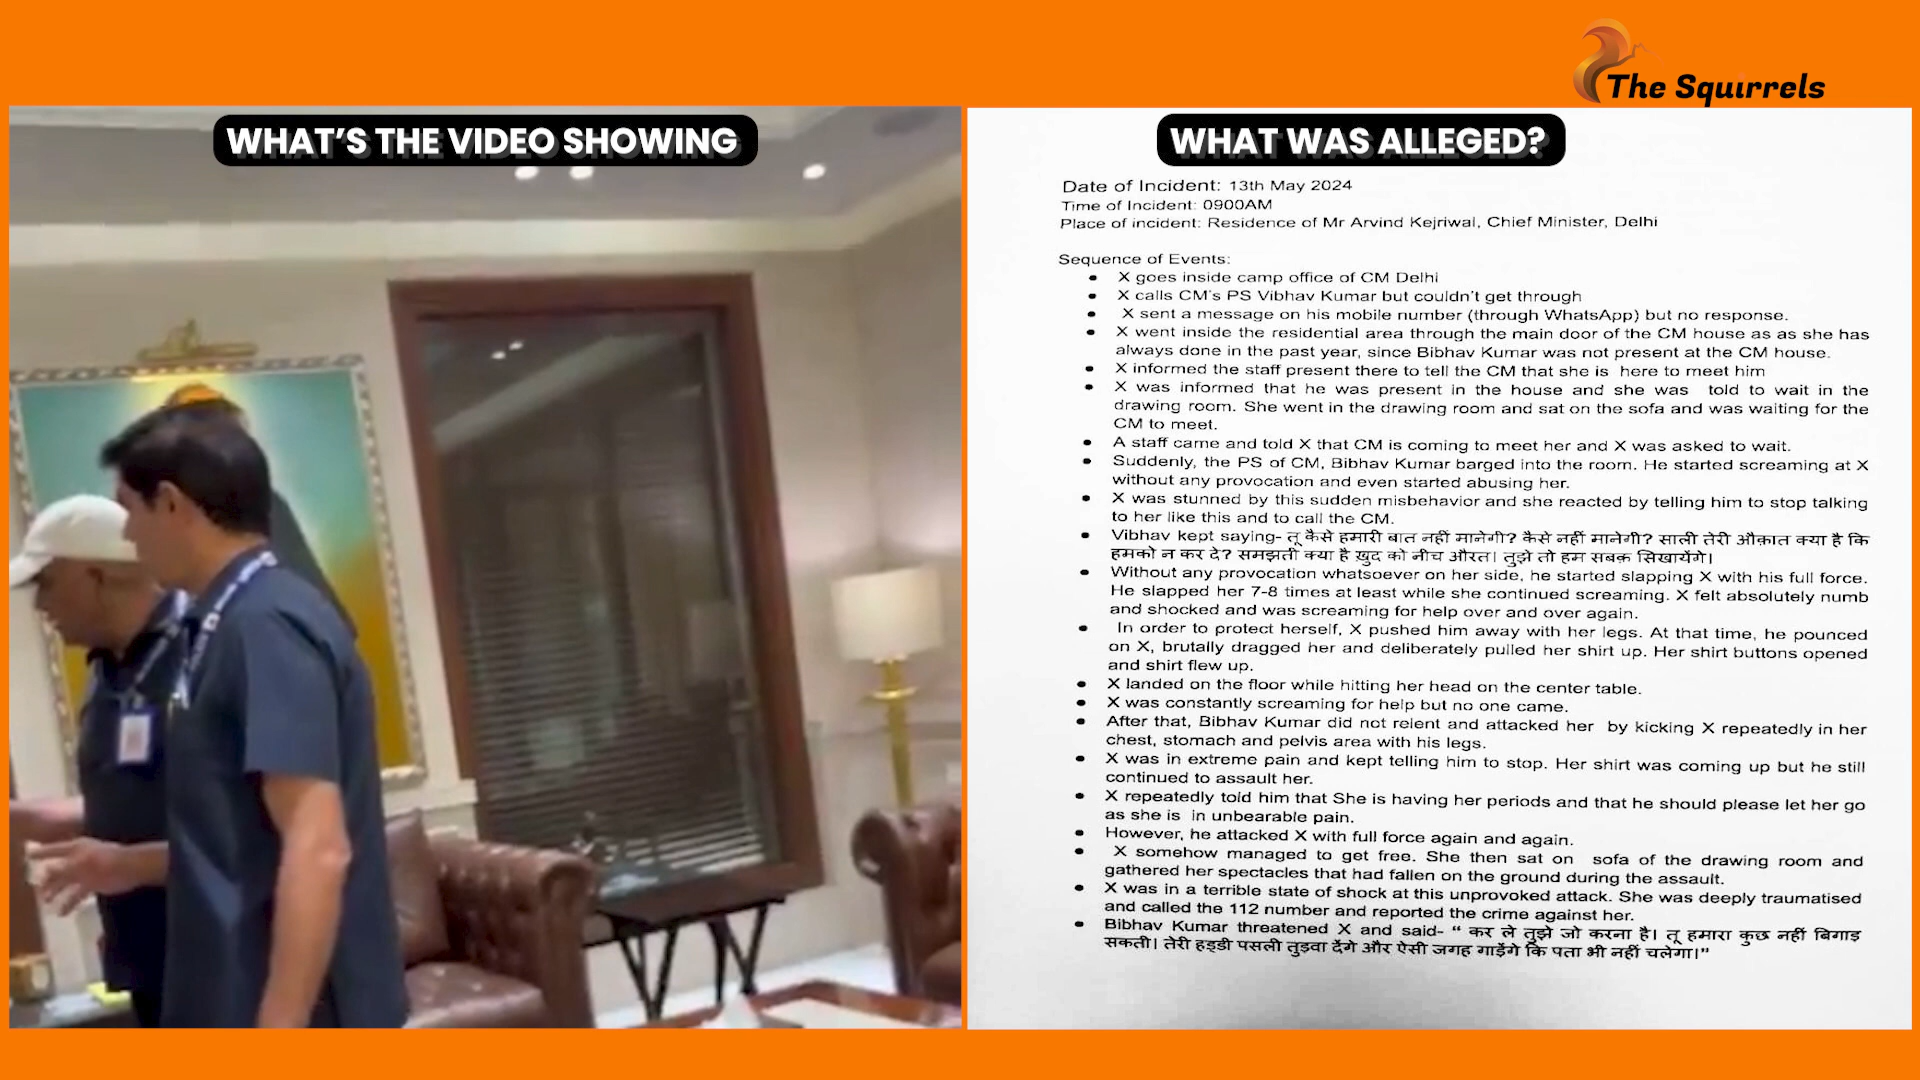 The Squirrels
WHAT'S THE VIDEO SHOWING
WHAT WAS ALLEGED?
Date of Incident: 13th May 2024
Time of Incident: 0900AM
Place of incident: Residence of Mr Arvind Kejriwal, Chief Minister, Delhi
Sequence of Events:
• X goes inside camp office of CM Delhi
• X calls CM's PS Vibhav Kumar but couldn't get through
• X sent a message on his mobile number (through WhatsApp) but no response.
• X went inside the residential area through the main door of the CM house as as she has
always done in the past year, since Bibhav Kumar was not present at the CM house.
• X informed the staff present there to tell the CM that she is here to meet him
• X was informed that he was present in the house and she was told to wait in the
drawing room. She went in the drawing room and sat on the sofa and was waiting for the
CM to meet.
• A staff came and told X that CM is coming to meet her and X was asked to wait.
• Suddenly, the PS of CM, Bibhav Kumar barged into the room. He started screaming at X
without any provocation and even started abusing her.
• X was stunned by this sudden misbehavior and she reacted by telling him to stop talking
to her like this and to call the CM.
• Vibhav kept saying- तू कैसे हमारी बात नहीं मानेगी? कैसे नहीं मानेगी? साली तेरी औक़ात क्या है कि
हमको न कर दे? समझती क्या है ख़ुद को नीच औरत। तुझे तो हम सबक़ सिखायेंगे।
• Without any provocation whatsoever on her side, he started slapping X with his full force.
He slapped her 7-8 times at least while she continued screaming. X felt absolutely numb
and shocked and was screaming for help over and over again.
• In order to protect herself, X pushed him away with her legs. At that time, he pounced
on X, brutally dragged her and deliberately pulled her shirt up. Her shirt buttons opened
and shirt flew up.
• X landed on the floor while hitting her head on the center table.
• X was constantly screaming for help but no one came.
• After that, Bibhav Kumar did not relent and attacked her by kicking X repeatedly in her
chest, stomach and pelvis area with his legs.
• X was in extreme pain and kept telling him to stop. Her shirt was coming up but he still
continued to assault her.
• X repeatedly told him that She is having her periods and that he should please let her go
as she is in unbearable pain.
• However, he attacked X with full force again and again.
• X somehow managed to get free. She then sat on sofa of the drawing room and
gathered her spectacles that had fallen on the ground during the assault.
• X was in a terrible state of shock at this unprovoked attack. She was deeply traumatised
and called the 112 number and reported the crime against her.
• Bibhav Kumar threatened X and said- " कर ले तुझे जो करना है। तू हमारा कुछ नहीं बिगाड़
सकती। तेरी हड्डी पसली तुड़वा देंगे और ऐसी जगह गाड़ेंगे कि पता भी नहीं चलेगा।"